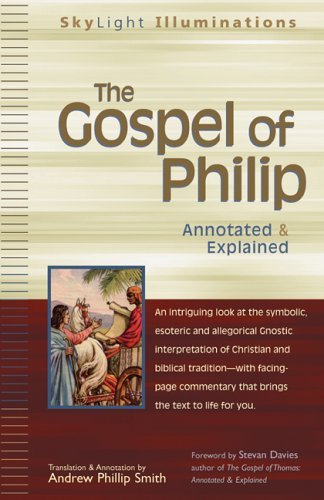 SkyLight Illuminations
The
Gospel of
Philip
Annotated &
Explained
An intriguing look at the symbolic,
esoteric and allegorical Gnostic
interpretation of Christian and
biblical tradition—with facing-
page commentary that brings
the text to life for you.
Foreword by Stevan Davies
author of The Gospel of Thomas:
Annotated & Explained
Translation & Annotation by
Andrew Phillip Smith